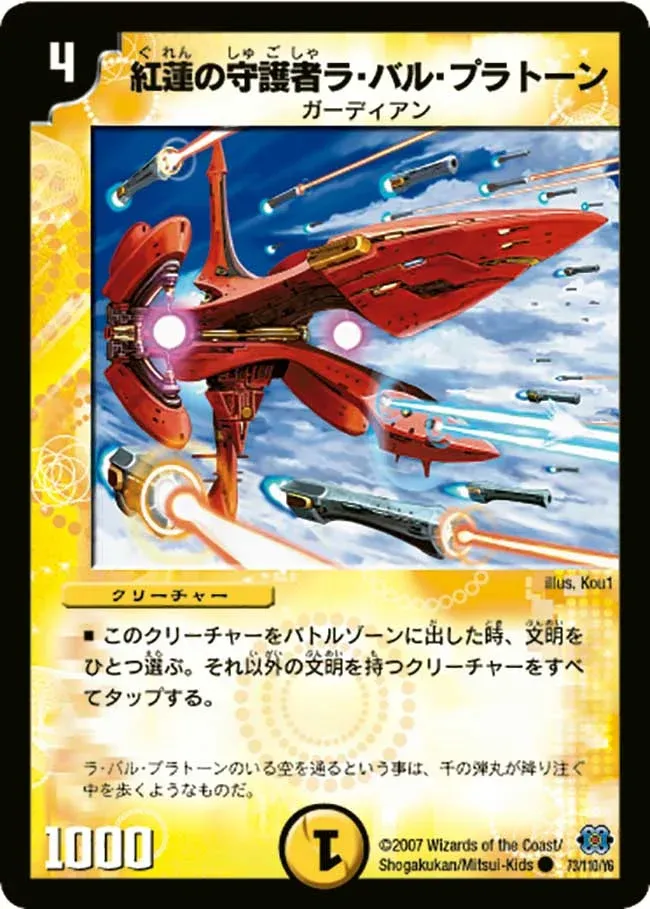 4
ぐれん しゅごしゃ
紅蓮の守護者ラ・バル・プラトーン
ガーディアン
illus, Kou1
クリーチャー
■ このクリーチャーをバトルゾーンに出した時、文明を
ひとつ選ぶ。それ以外の文明を持つクリーチャーをすべ
てタップする。
ラ・バル・プラトーンのいる空を通るという事は、千の弾丸が降り注ぐ
中を歩くようなものだ。
1000
1
©2007 Wizards of the Coast/
Shogakukan/Mitsui-Kids
73/110/Y6